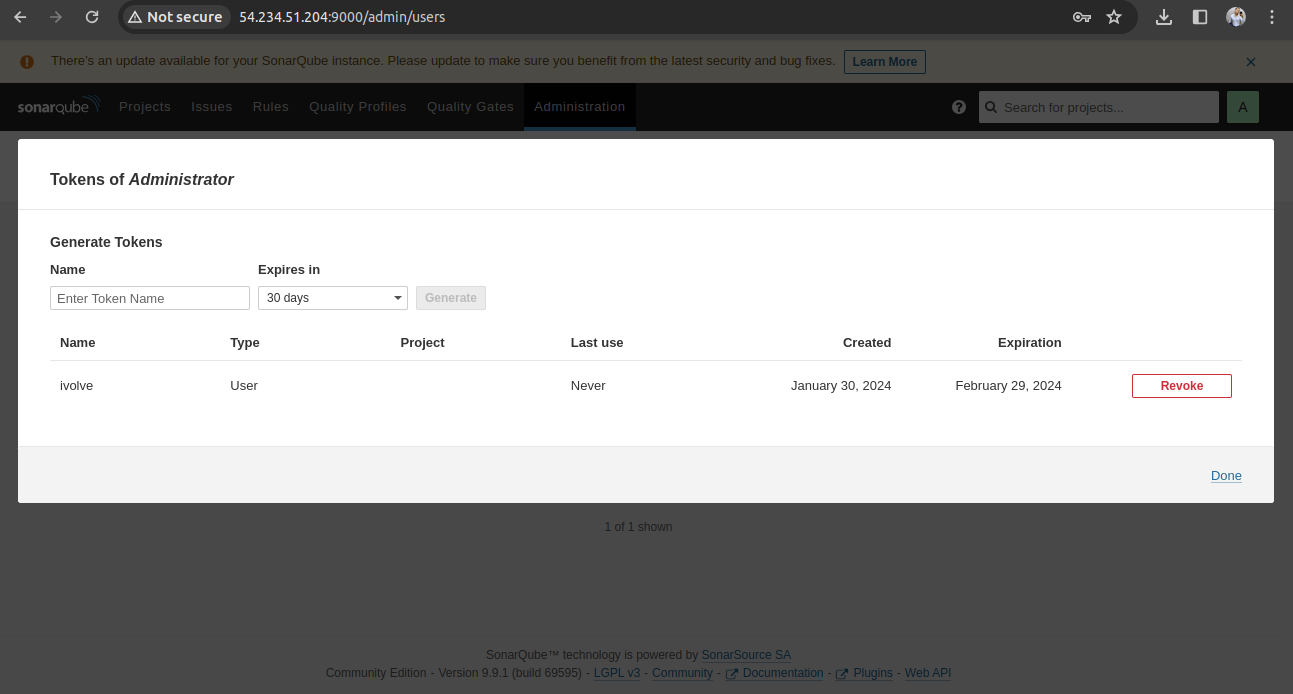 Not secure 54.234.51.204:9000/admin/users
There's an update available for your SonarQube instance. Please update to make sure you benefit from the latest security and bug fixes. Learn More
sonarqube Projects Issues Rules Quality Profiles Quality Gates Administration Search for projects... A
Tokens of Administrator
Generate Tokens
Name Expires in
Enter Token Name 30 days Generate
Name Type Project Last use Created Expiration
ivolve User Never January 30, 2024 February 29, 2024 Revoke
Done
1 of 1 shown
SonarQube™ technology is powered by SonarSource SA
Community Edition - Version 9.9.1 (build 69595) - LGPL v3 - Community - Documentation - Plugins - Web API